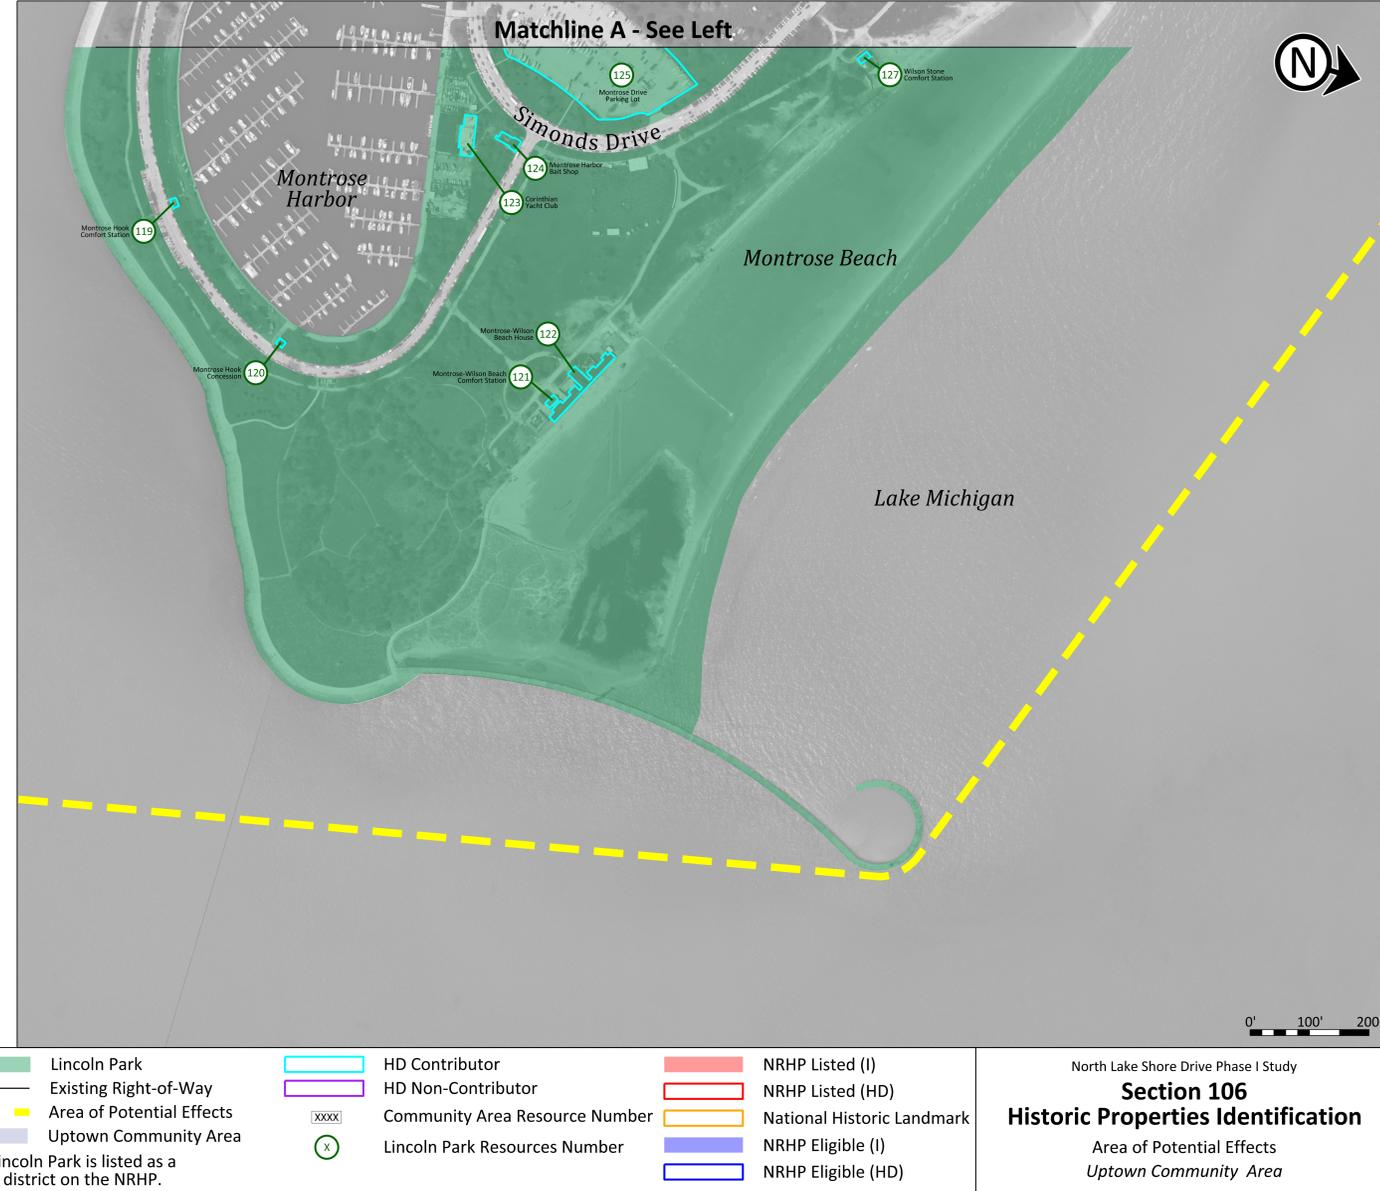 Matchline A - See Left
N
125
Montrose Drive
Parking Lot
127
Wilson Stone
Comfort Station
Simonds Drive
124
Montrose Harbor
Bait Shop
123
Corinthian
Yacht Club
Montrose
Harbor
119
Montrose Hook
Comfort Station
Montrose Beach
122
Montrose-Wilson
Beach House
120
Montrose Hook
Concession
121
Montrose-Wilson Beach
Comfort Station
Lake Michigan
0' 100' 200
Lincoln Park
Existing Right-of-Way
Area of Potential Effects
Uptown Community Area
incoln Park is listed as a
district on the NRHP.
HD Contributor
HD Non-Contributor
XXXX Community Area Resource Number
X Lincoln Park Resources Number
NRHP Listed (I)
NRHP Listed (HD)
National Historic Landmark
NRHP Eligible (I)
NRHP Eligible (HD)
North Lake Shore Drive Phase I Study
Section 106
Historic Properties Identification
Area of Potential Effects
Uptown Community Area